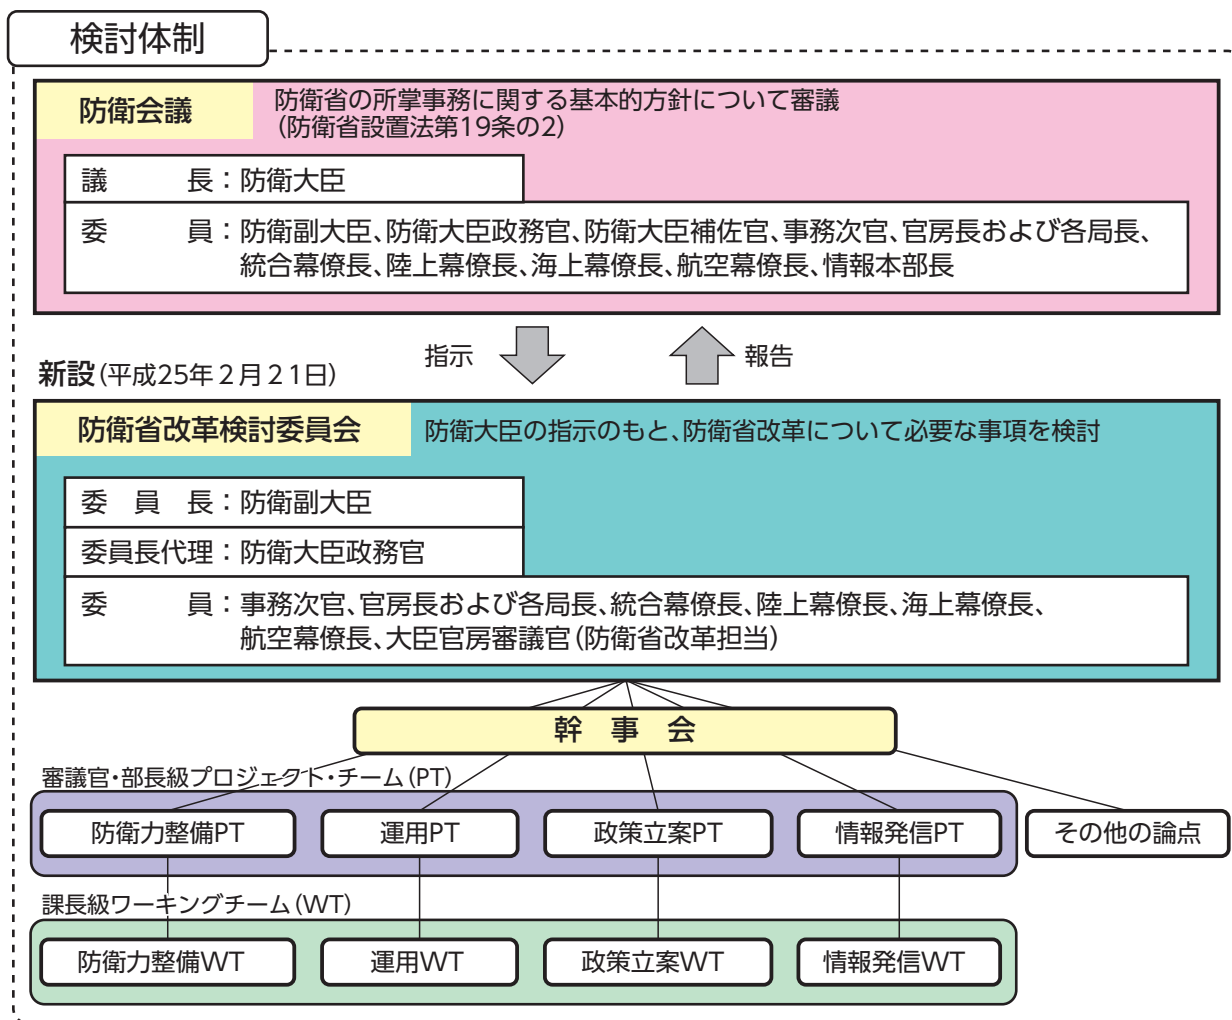 検討体制
防衛会議
防衛省の所掌事務に関する基本的方針について審議
(防衛省設置法第19条の2)
議　　長：防衛大臣
委　　員：防衛副大臣、防衛大臣政務官、防衛大臣補佐官、事務次官、官房長および各局長、
統合幕僚長、陸上幕僚長、海上幕僚長、航空幕僚長、情報本部長
指示
報告
新設(平成25年2月21日)
防衛省改革検討委員会
防衛大臣の指示のもと、防衛省改革について必要な事項を検討
委　員　長：防衛副大臣
委員長代理：防衛大臣政務官
委　　員：事務次官、官房長および各局長、統合幕僚長、陸上幕僚長、海上幕僚長、
航空幕僚長、大臣官房審議官(防衛省改革担当)
幹　事　会
審議官・部長級プロジェクト・チーム(PT)
防衛力整備PT
運用PT
政策立案PT
情報発信PT
その他の論点
課長級ワーキングチーム(WT)
防衛力整備WT
運用WT
政策立案WT
情報発信WT